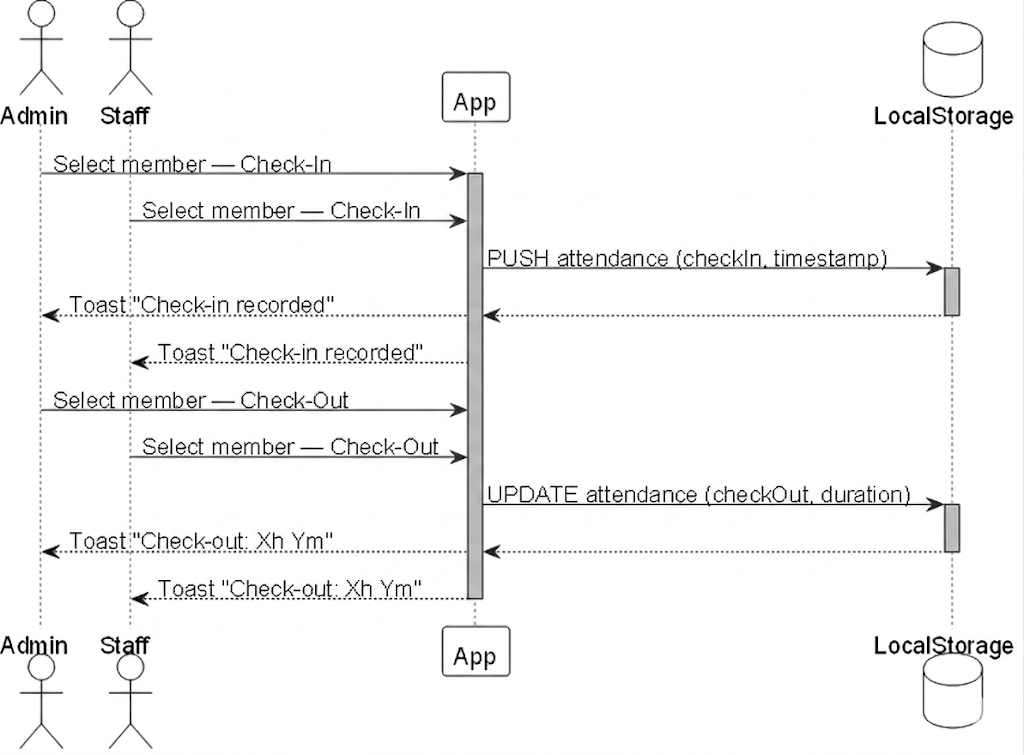 Admin
Staff
App
LocalStorage
Select member — Check-In
Select member — Check-In
PUSH attendance (checkIn, timestamp)
Toast "Check-in recorded"
Toast "Check-in recorded"
Select member — Check-Out
Select member — Check-Out
UPDATE attendance (checkOut, duration)
Toast "Check-out: Xh Ym"
Toast "Check-out: Xh Ym"
Admin
Staff
App
LocalStorage